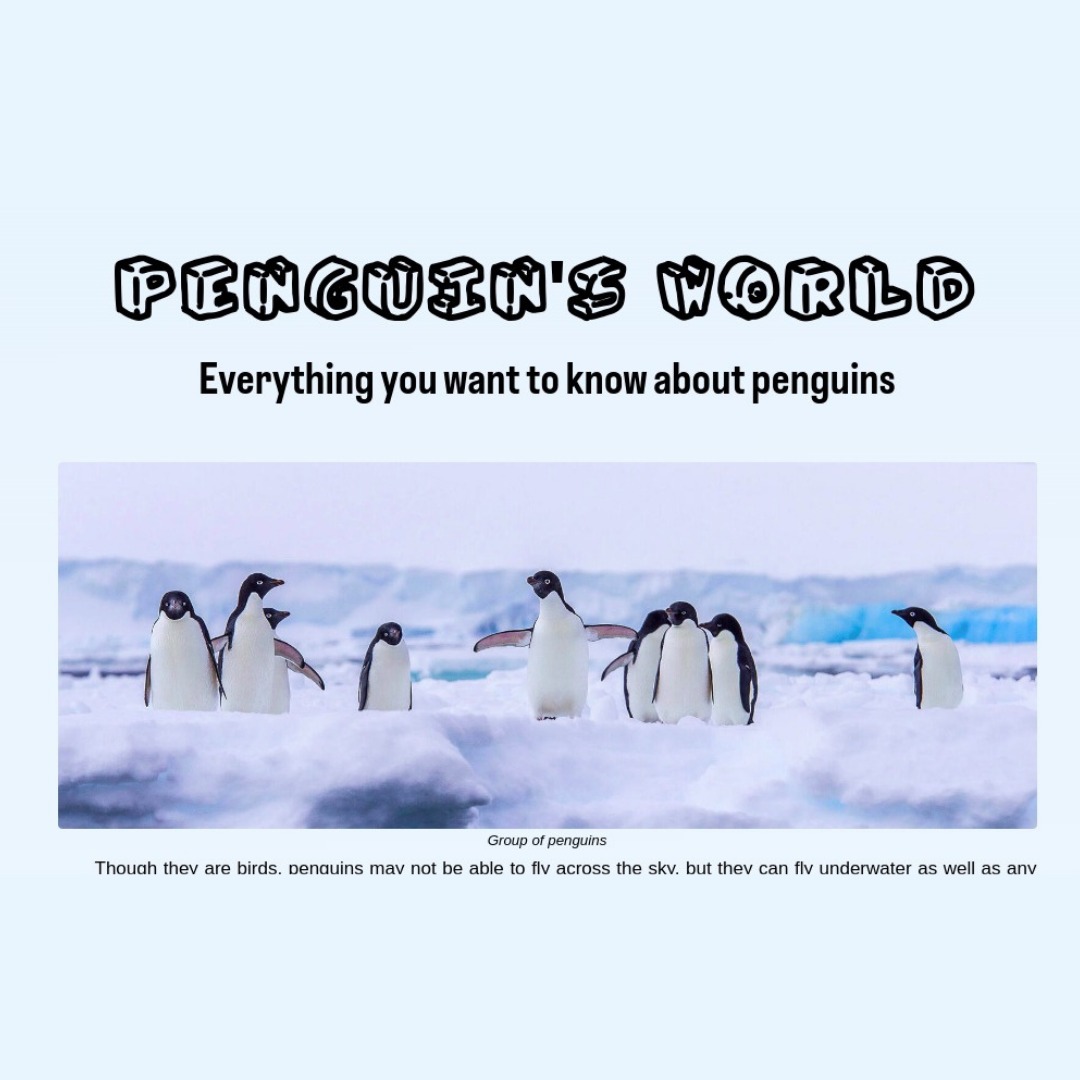 PENGUIN'S WORLD
Everything you want to know about penguins
Group of penguins
Though they are birds, penguins may not be able to fly across the sky, but they can fly underwater as well as any